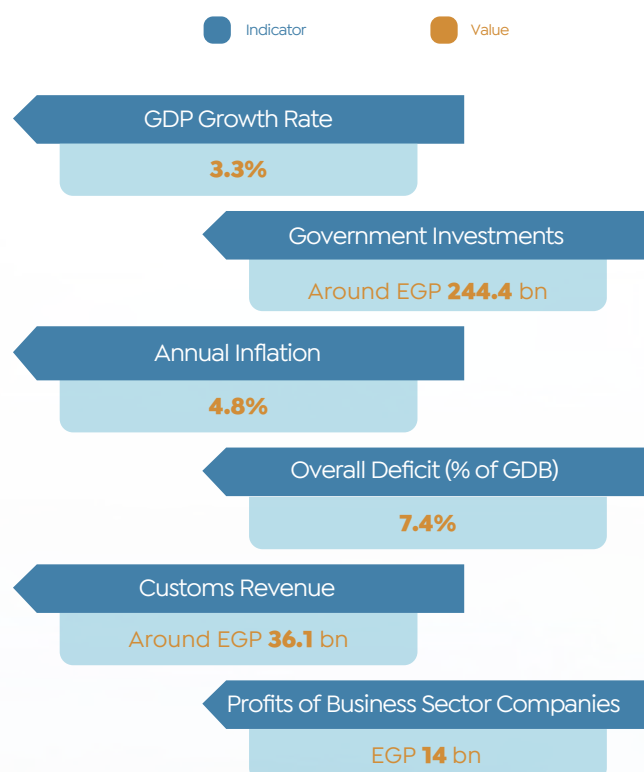 Indicator
Value
GDP Growth Rate
3.3%
Government Investments
Around EGP 244.4 bn
Annual Inflation
4.8%
Overall Deficit (% of GDB)
7.4%
Customs Revenue
Around EGP 36.1 bn
Profits of Business Sector Companies
EGP 14 bn